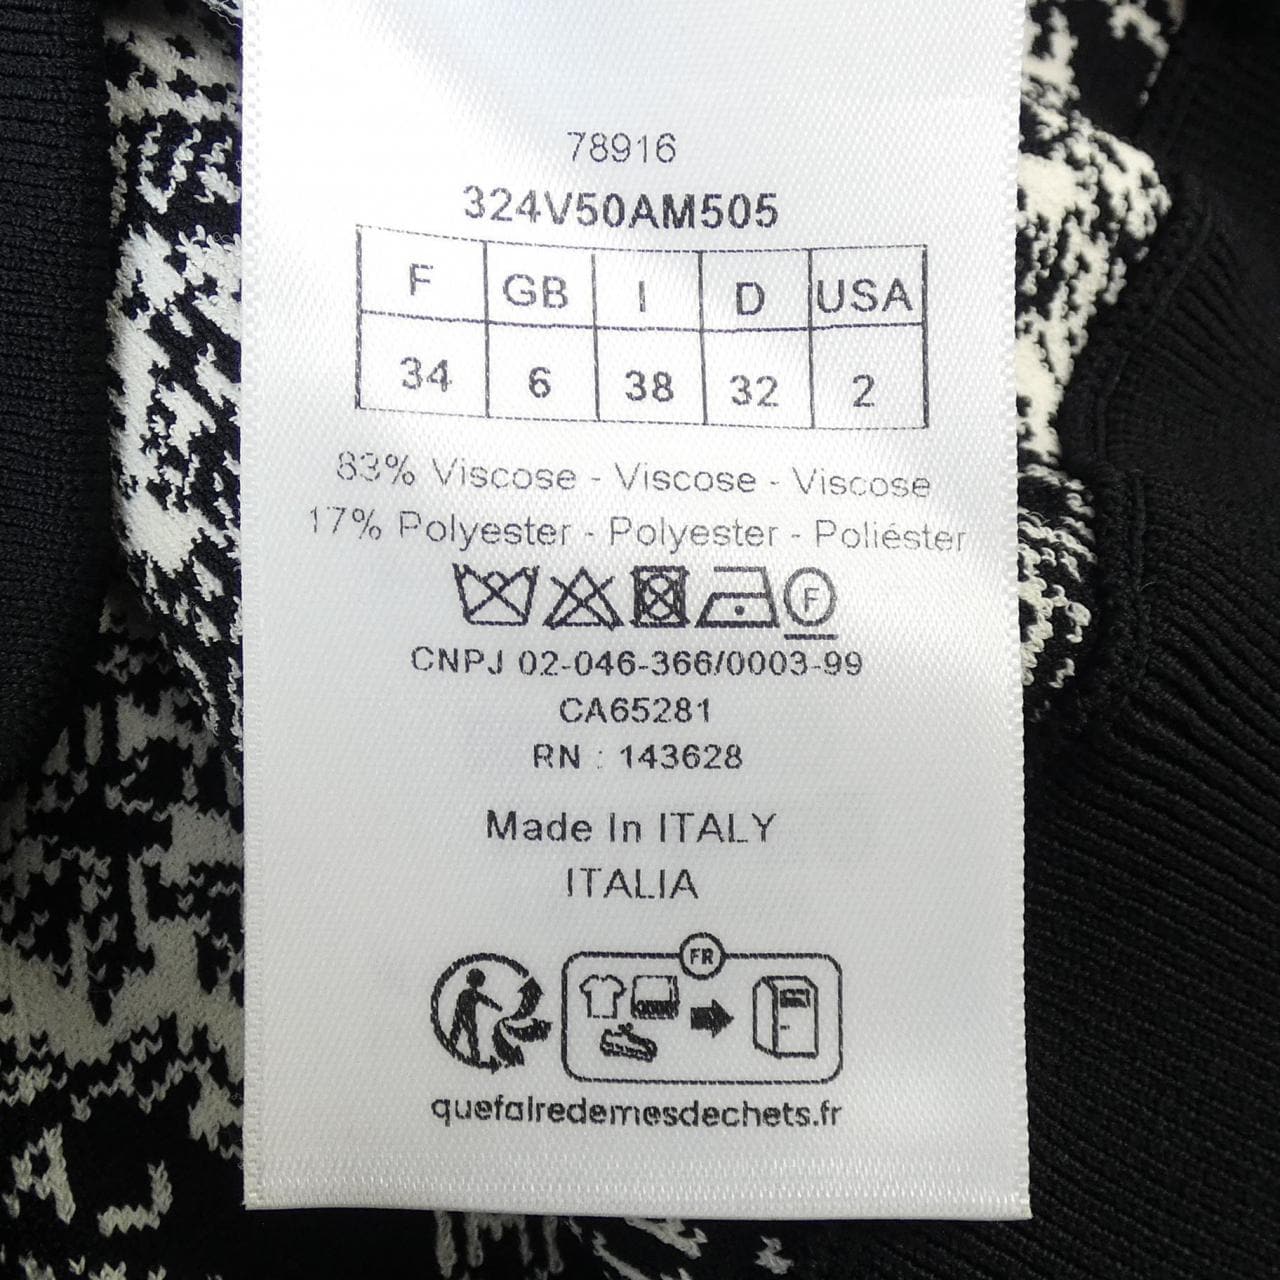 78916
324V50AM505
F GB I D USA
34 6 38 32 2
83% Viscose - Viscose - Viscose
17% Polyester - Polyester - Poliéster
F
CNPJ 02-046-366/0003-99
CA65281
RN : 143628
Made In ITALY
ITALIA
FR
quefairedemesdechets.fr